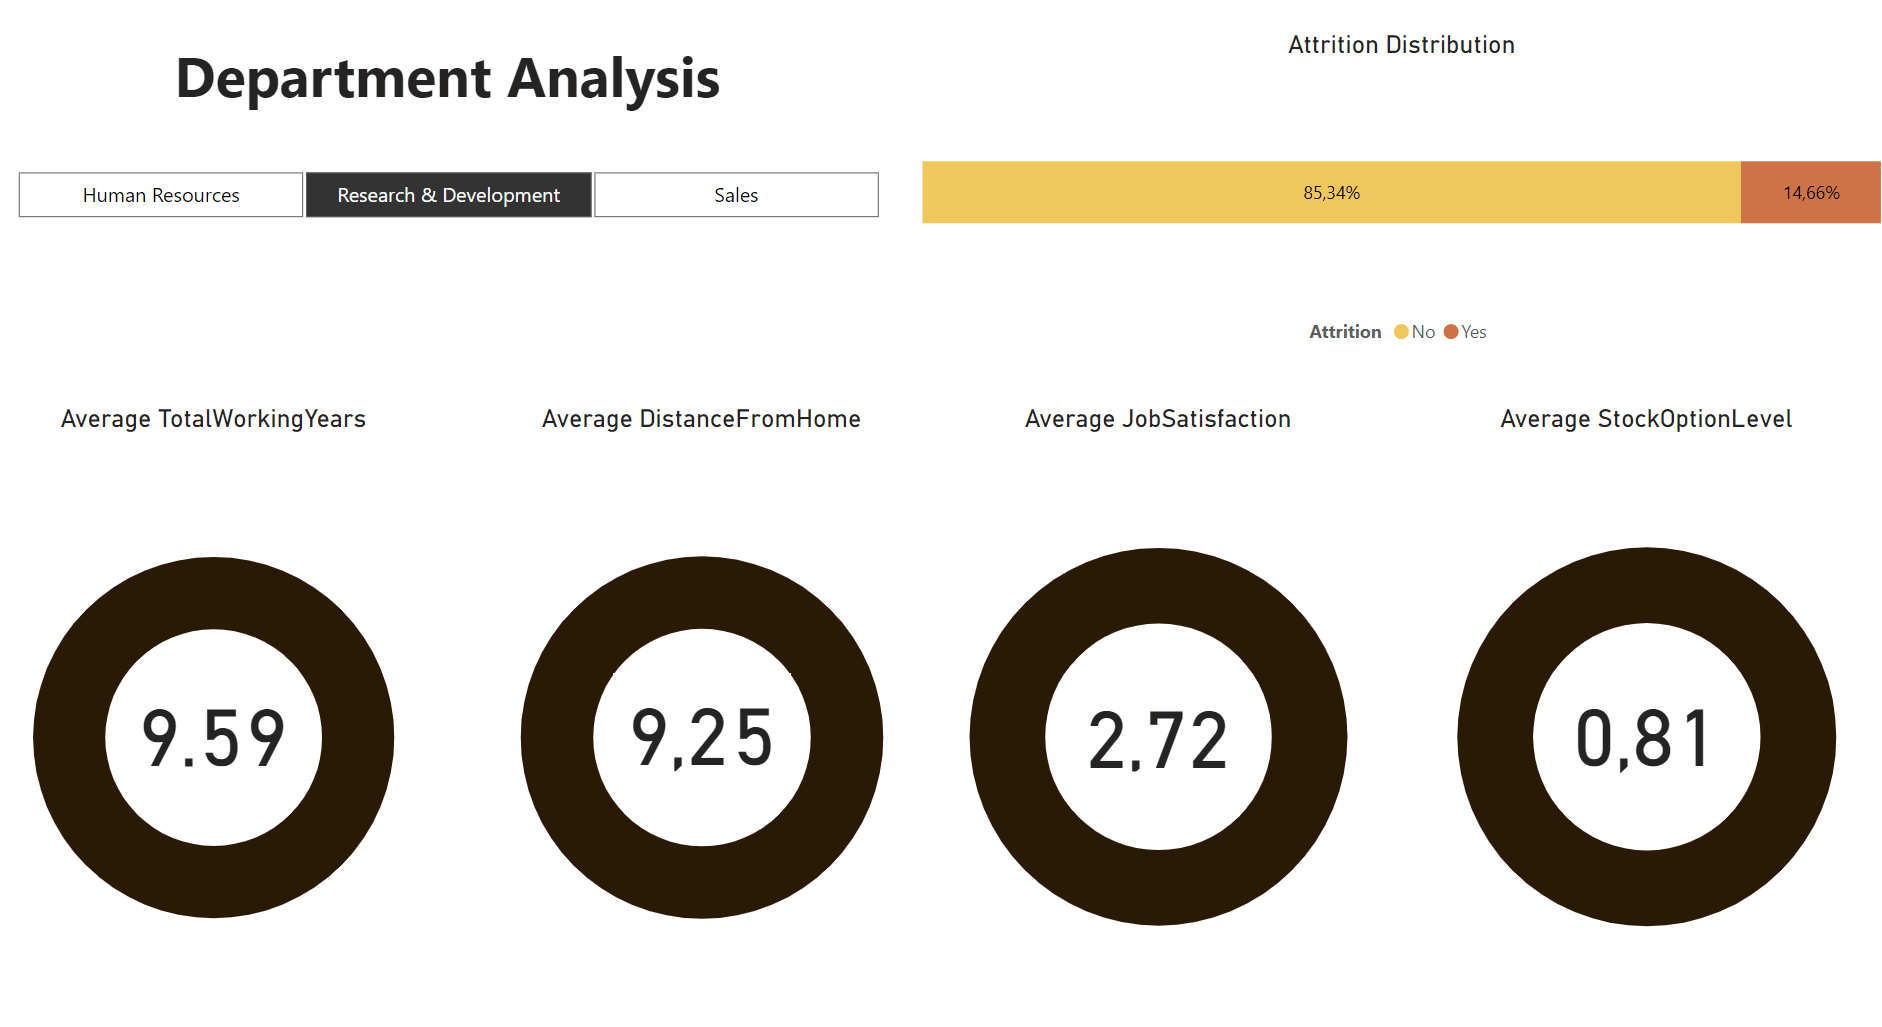 Department Analysis
Human Resources
Research & Development
Sales
Attrition Distribution
85,34%
14,66%
Attrition No Yes
Average TotalWorkingYears
9.59
Average DistanceFromHome
9,25
Average JobSatisfaction
2,72
Average StockOptionLevel
0,81